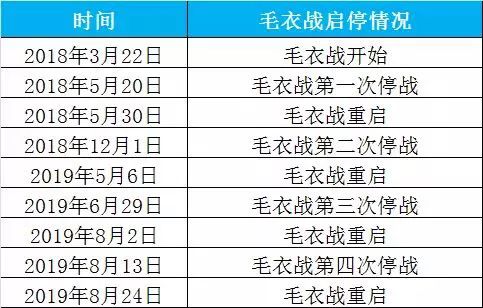 时间 毛衣战启停情况
2018年3月22日 毛衣战开始
2018年5月20日 毛衣战第一次停战
2018年5月30日 毛衣战重启
2018年12月1日 毛衣战第二次停战
2019年5月6日 毛衣战重启
2019年6月29日 毛衣战第三次停战
2019年8月2日 毛衣战重启
2019年8月13日 毛衣战第四次停战
2019年8月24日 毛衣战重启